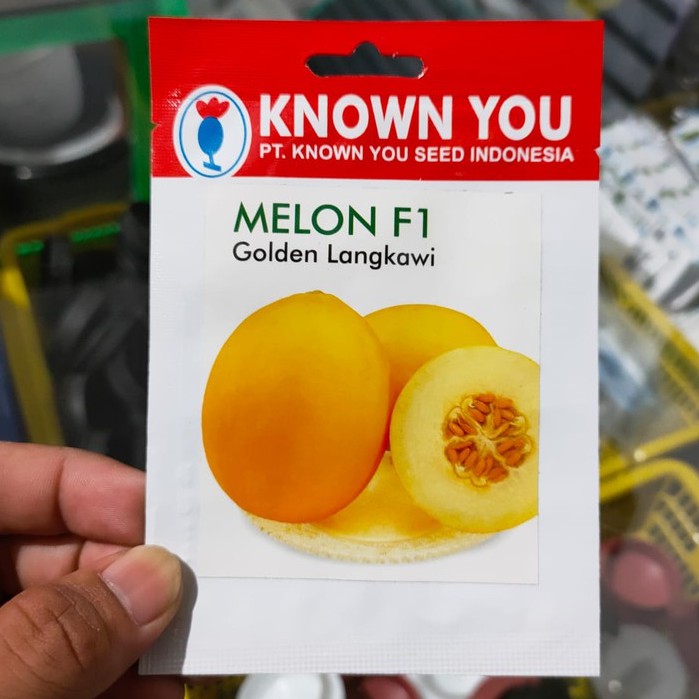 KNOWN YOU
PT. KNOWN YOU SEED INDONESIA
MELON F1
Golden Langkawi